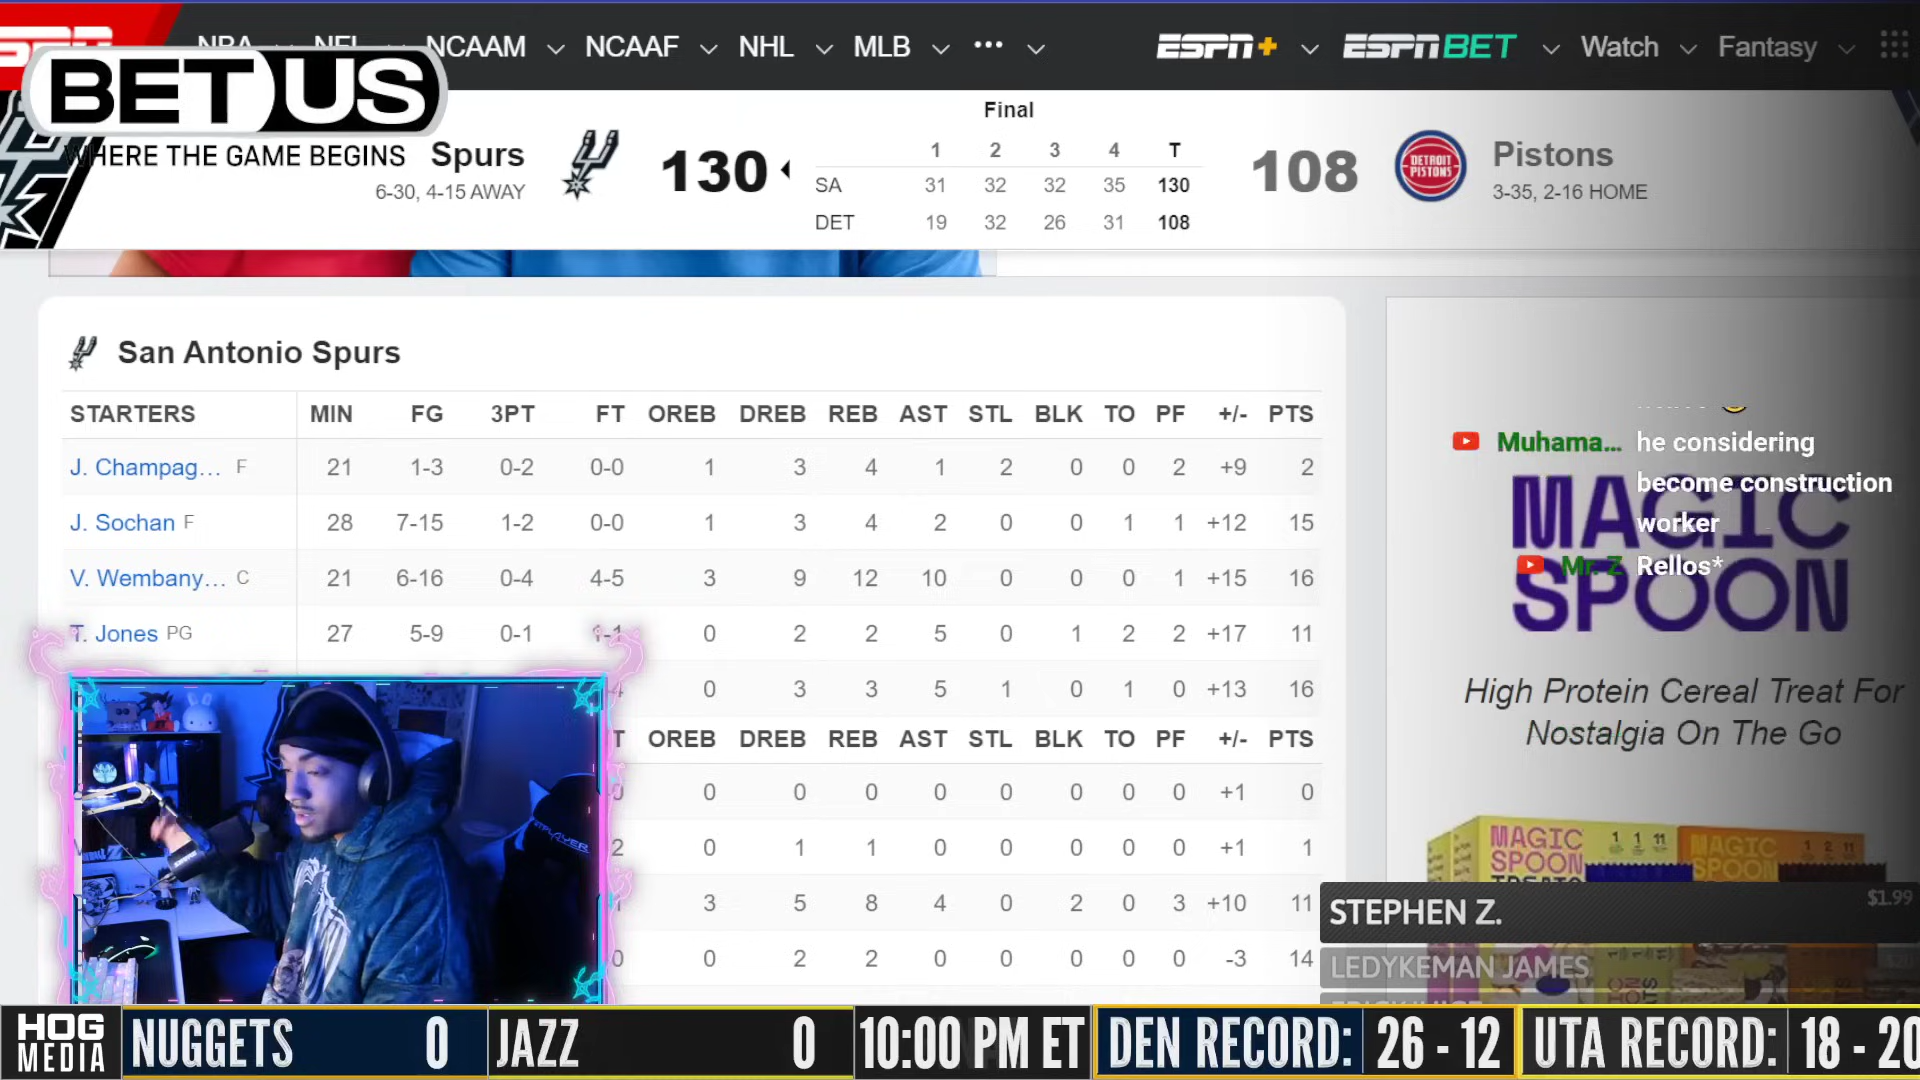 NCAAM NCAAF NHL MLB ••• ESPN+ ESPN BET Watch Fantasy
BETUS
WHERE THE GAME BEGINS
Spurs
6-30, 4-15 AWAY
130
Final
1 2 3 4 T
SA 31 32 32 35 130
DET 19 32 26 31 108
108
DETROIT PISTONS
Pistons
3-35, 2-16 HOME
San Antonio Spurs
STARTERS MIN FG 3PT FT OREB DREB REB AST STL BLK TO PF +/- PTS
J. Champag... F 21 1-3 0-2 0-0 1 3 4 1 2 0 0 2 +9 2
J. Sochan F 28 7-15 1-2 0-0 1 3 4 2 0 0 1 1 +12 15
V. Wembany... C 21 6-16 0-4 4-5 3 9 12 10 0 0 0 1 +15 16
T. Jones PG 27 5-9 0-1 1-1 0 2 2 5 0 1 2 2 +17 11
0 3 3 5 1 0 1 0 +13 16
OREB DREB REB AST STL BLK TO PF +/- PTS
0 0 0 0 0 0 0 0 +1 0
0 1 1 0 0 0 0 0 +1 1
3 5 8 4 0 2 0 3 +10 11
0 2 2 0 0 0 0 0 -3 14
Muhama... he considering
become construction
worker
Mr. Z Rellos*
MAGIC
SPOON
High Protein Cereal Treat For
Nostalgia On The Go
MAGIC
SPOON
MAGIC
SPOON
STEPHEN Z. $1.99
LEDYKEMAN JAMES
HOG
MEDIA
NUGGETS 0 JAZZ 0 10:00 PM ET DEN RECORD: 26 - 12 UTA RECORD: 18 - 20